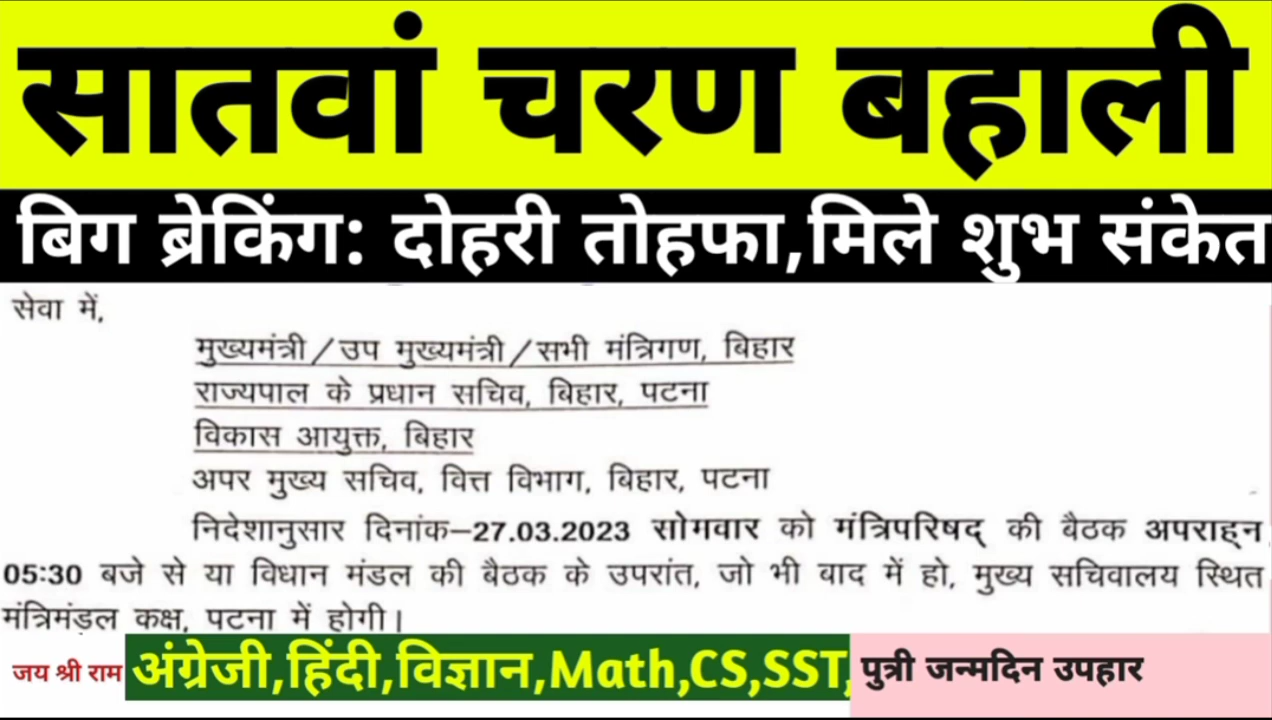 सातवां चरण बहाली
बिग ब्रेकिंग: दोहरी तोहफा,मिले शुभ संकेत
सेवा में,
मुख्यमंत्री/उप मुख्यमंत्री/सभी मंत्रिगण, बिहार
राज्यपाल के प्रधान सचिव, बिहार, पटना
विकास आयुक्त, बिहार
अपर मुख्य सचिव, वित्त विभाग, बिहार, पटना
निदेशानुसार दिनांक–27.03.2023 सोमवार को मंत्रिपरिषद् की बैठक अपराह्न
05:30 बजे से या विधान मंडल की बैठक के उपरांत, जो भी बाद में हो, मुख्य सचिवालय स्थित
मंत्रिमंडल कक्ष, पटना में होगी।
जय श्री राम अंग्रेजी,हिंदी,विज्ञान,Math,CS,SST, पुत्री जन्मदिन उपहार